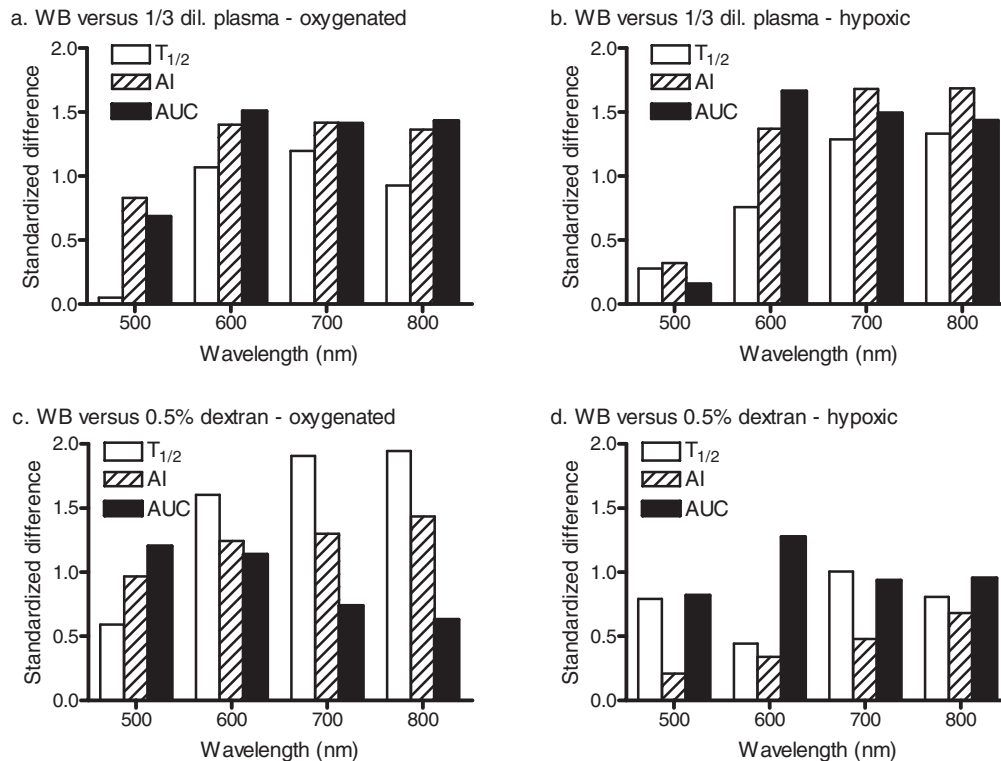 a. WB versus 1/3 dil. plasma - oxygenated
Standardized difference
2.0
1.5
1.0
0.5
0.0
T1/2
AI
AUC
500 600 700 800
Wavelength (nm)
b. WB versus 1/3 dil. plasma - hypoxic
Standardized difference
2.0
1.5
1.0
0.5
0.0
T1/2
AI
AUC
500 600 700 800
Wavelength (nm)
c. WB versus 0.5% dextran - oxygenated
Standardized difference
2.0
1.5
1.0
0.5
0.0
T1/2
AI
AUC
500 600 700 800
Wavelength (nm)
d. WB versus 0.5% dextran - hypoxic
Standardized difference
2.0
1.5
1.0
0.5
0.0
T1/2
AI
AUC
500 600 700 800
Wavelength (nm)